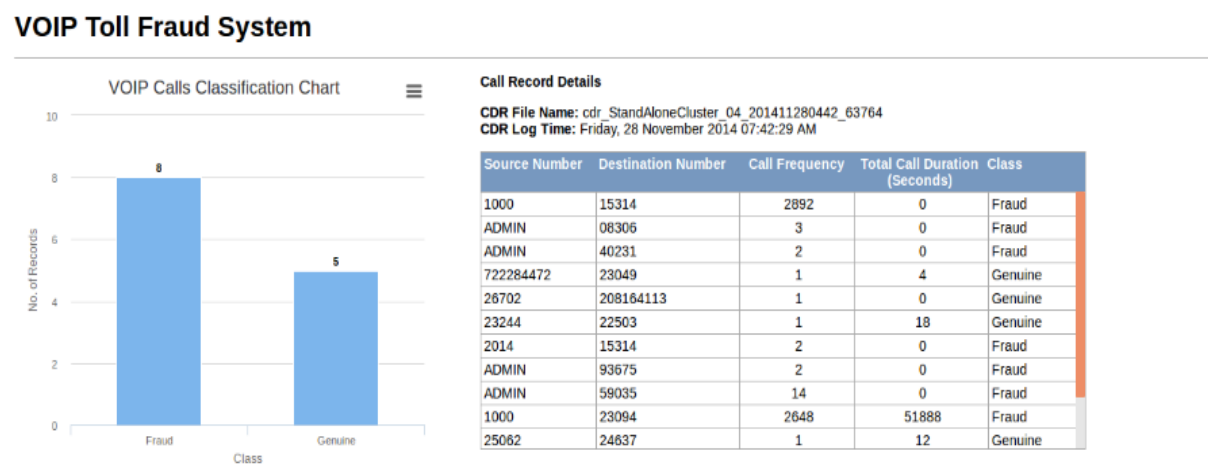 VOIP Toll Fraud System
VOIP Calls Classification Chart
10
8
6
4
2
0
No. of Records
8
5
Fraud Genuine
Class
Call Record Details
CDR File Name: cdr_StandAloneCluster_04_201411280442_63764
CDR Log Time: Friday, 28 November 2014 07:42:29 AM
Source Number Destination Number Call Frequency Total Call Duration Class
(Seconds)
1000 15314 2892 0 Fraud
ADMIN 08306 3 0 Fraud
ADMIN 40231 2 0 Fraud
722284472 23049 1 4 Genuine
26702 208164113 1 0 Genuine
23244 22503 1 18 Genuine
2014 15314 2 0 Fraud
ADMIN 93675 2 0 Fraud
ADMIN 59035 14 0 Fraud
1000 23094 2648 51888 Fraud
25062 24637 1 12 Genuine